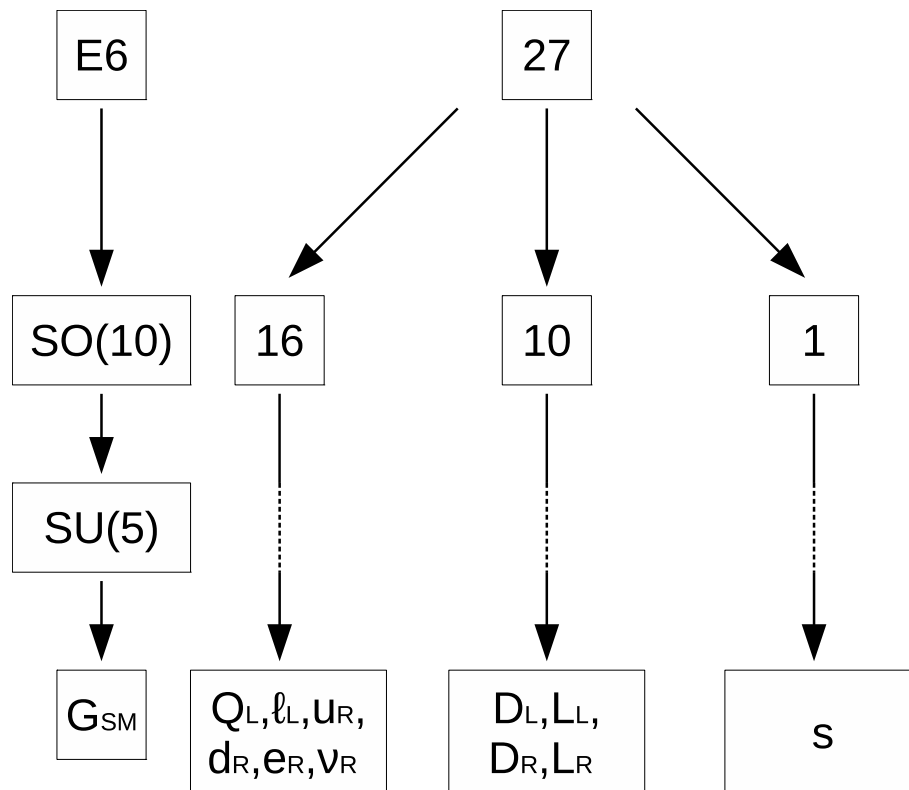 E6
27
SO(10)
16
10
1
SU(5)
GSM
QL,ℓL,uR,
dR,eR,νR
DL,LL,
DR,LR
s